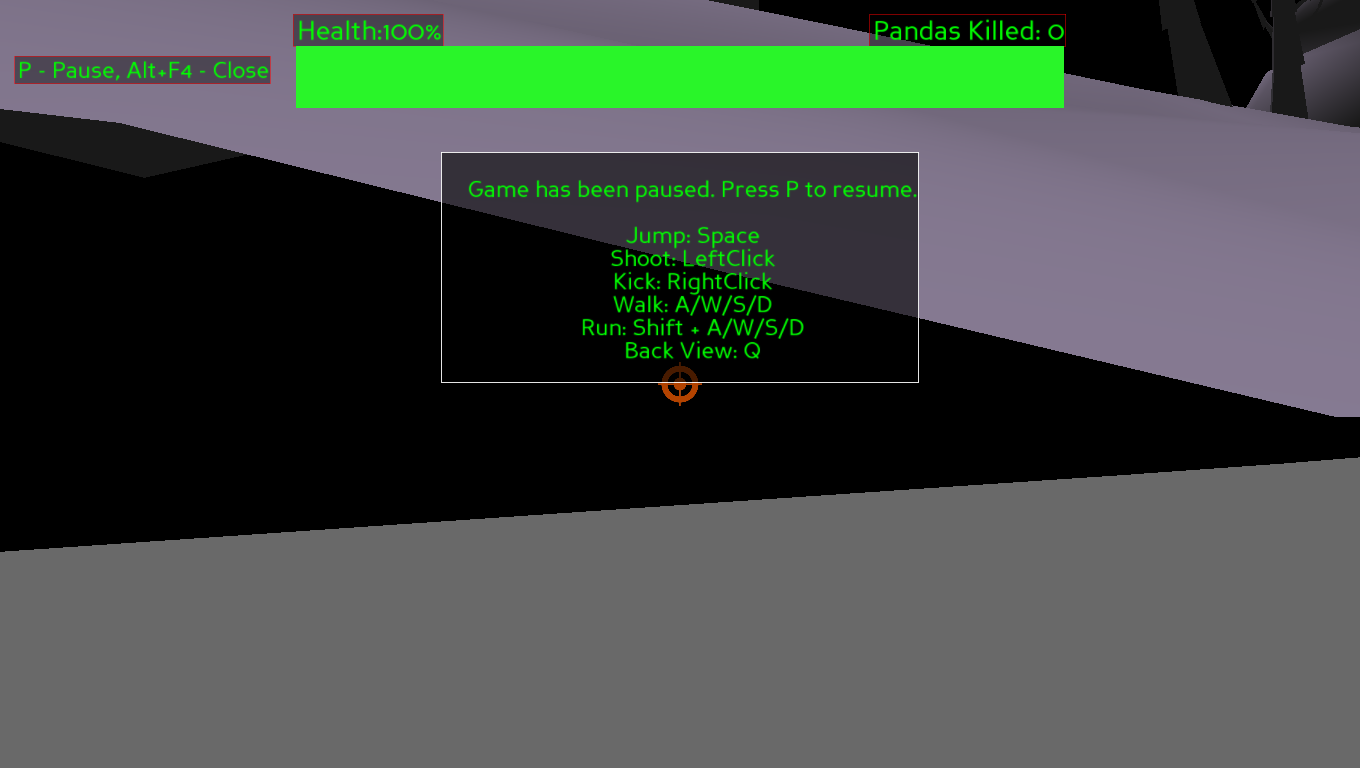 Health:100%
Pandas Killed: 0
P - Pause, Alt+F4 - Close
Game has been paused. Press P to resume.
Jump: Space
Shoot: LeftClick
Kick: RightClick
Walk: A/W/S/D
Run: Shift + A/W/S/D
Back View: Q